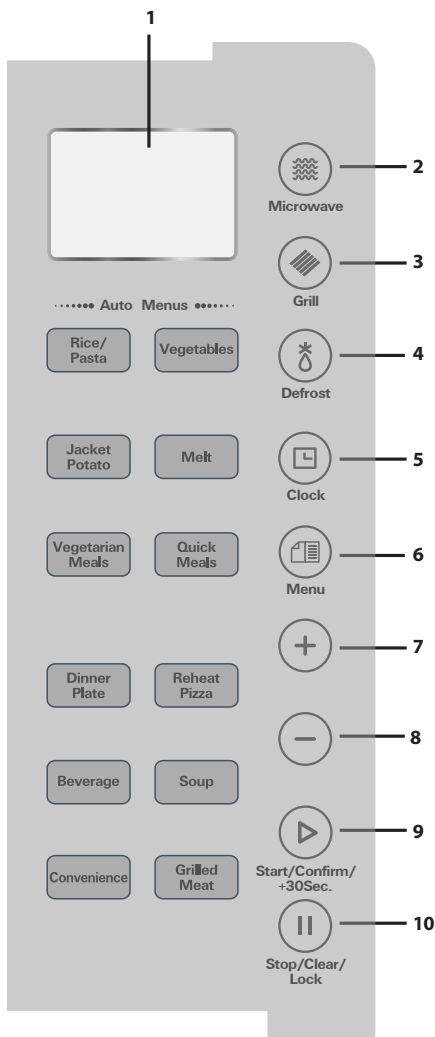 1
2
Microwave
3
Grill
Auto Menus
Rice/
Pasta
Vegetables
4
Defrost
Jacket
Potato
Melt
5
Clock
Vegetarian
Meals
Quick
Meals
6
Menu
7
Dinner
Plate
Reheat
Pizza
8
Beverage
Soup
9
Start/Confirm/
+30Sec.
Convenience
Grilled
Meat
10
Stop/Clear/
Lock